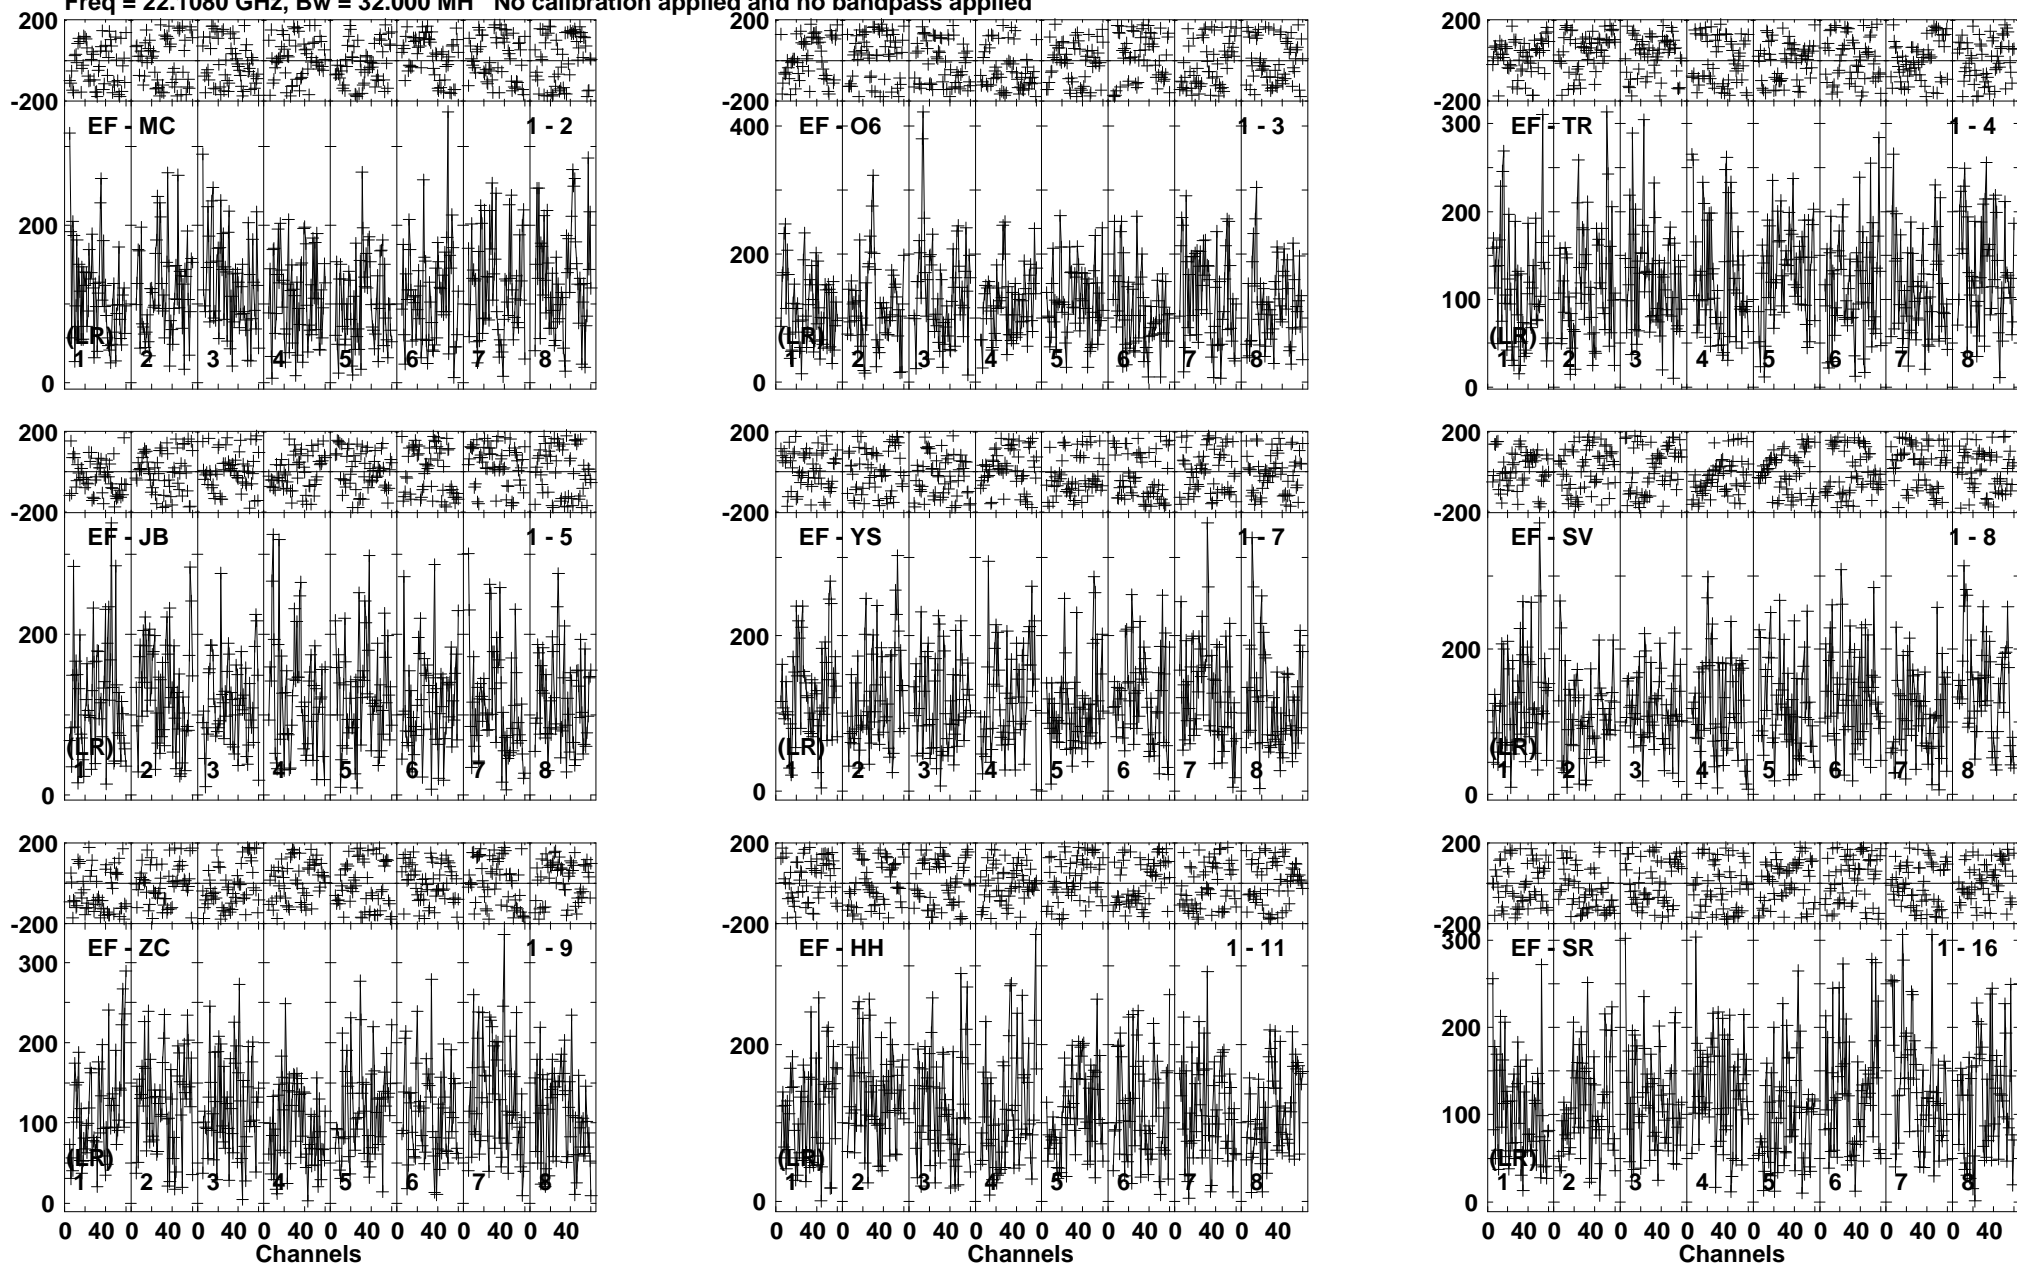 Freq = 22.1080 GHz, Bw = 32.000 MH No calibration applied and no bandpass applied
200 200 200
-200 -200 -200
EF - MC 1 - 2 EF - O6 1 - 3 EF - TR 1 - 4
400 300
200 200 200
100
(LR) (LR) (LR)
1 2 3 4 5 6 7 8 1 2 3 4 5 6 7 8 1 2 3 4 5 6 7 8
0 0 0
200 200 200
-200 -200 -200
EF - JB 1 - 5 EF - YS 1 - 7 EF - SV 1 - 8
200 200 200
(LR) (LR) (LR)
1 2 3 4 5 6 7 8 1 2 3 4 5 6 7 8 1 2 3 4 5 6 7 8
0 0 0
200 200 200
-200 -200 -200
EF - ZC 1 - 9 EF - HH 1 - 11 EF - SR 1 - 16
300 300
200 200 200
100 100
(LR) (LR) (LR)
1 2 3 4 5 6 7 8 1 2 3 4 5 6 7 8 1 2 3 4 5 6 7 8
0 0 0
0 40 0 40 0 40 0 40 0 40 0 40 0 40 0 40 0 40 0 40 0 40 0 40 0 40 0 40 0 40 0 40 0 40 0 40 0 40 0 40 0 40 0 40 0 40 0 40
Channels Channels Channels